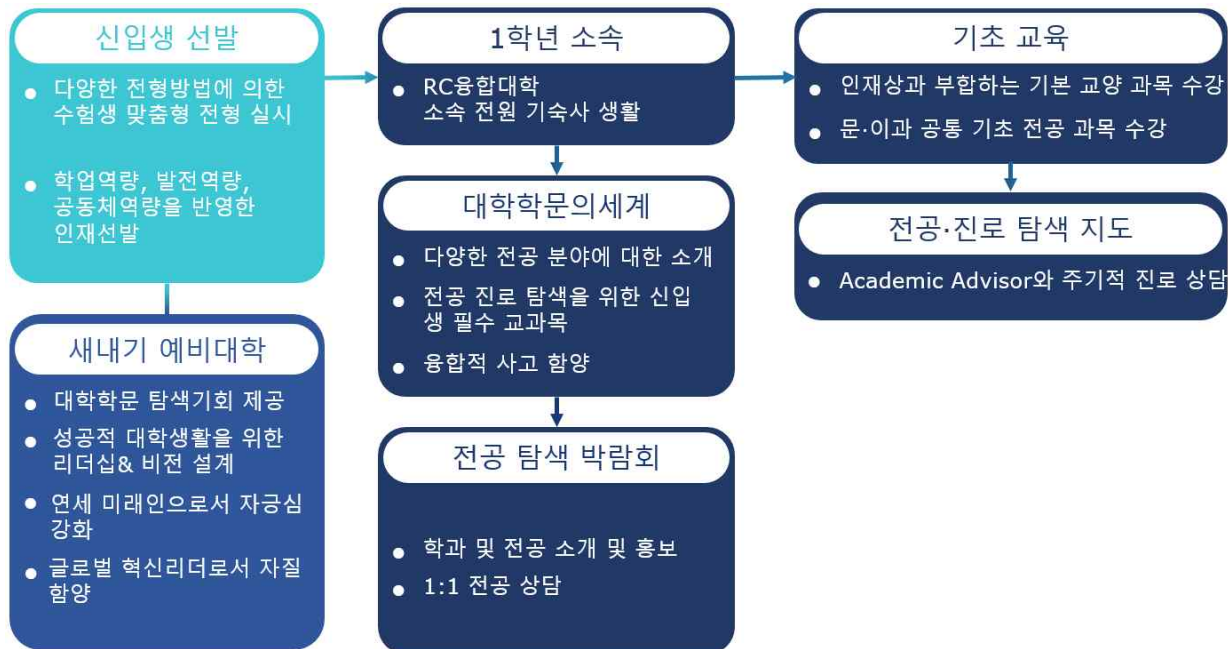 신입생 선발
● 다양한 전형방법에 의한
수험생 맞춤형 전형 실시
● 학업역량, 발전역량,
공동체역량을 반영한
인재선발
새내기 예비대학
● 대학학문 탐색기회 제공
● 성공적 대학생활을 위한
리더십& 비전 설계
● 연세 미래인으로서 자긍심
강화
● 글로벌 혁신리더로서 자질
함양
1학년 소속
● RC융합대학
소속 전원 기숙사 생활
대학학문의세계
● 다양한 전공 분야에 대한 소개
● 전공 진로 탐색을 위한 신입
생 필수 교과목
● 융합적 사고 함양
전공 탐색 박람회
● 학과 및 전공 소개 및 홍보
● 1:1 전공 상담
기초 교육
● 인재상과 부합하는 기본 교양 과목 수강
● 문·이과 공통 기초 전공 과목 수강
전공·진로 탐색 지도
● Academic Advisor와 주기적 진로 상담